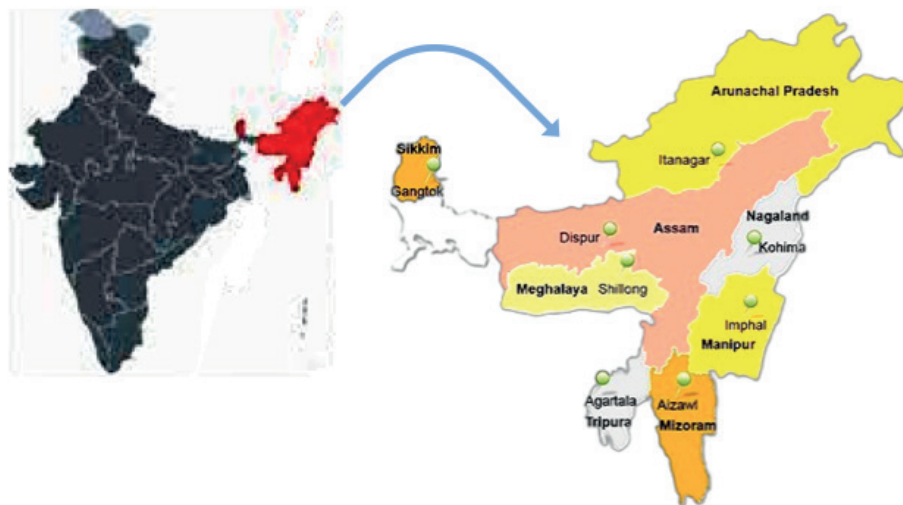 Arunachal Pradesh
Itanagar
Sikkim
Gangtok
Nagaland
Kohima
Dispur
Assam
Meghalaya
Shillong
Imphal
Manipur
Agartala
Tripura
Aizawl
Mizoram